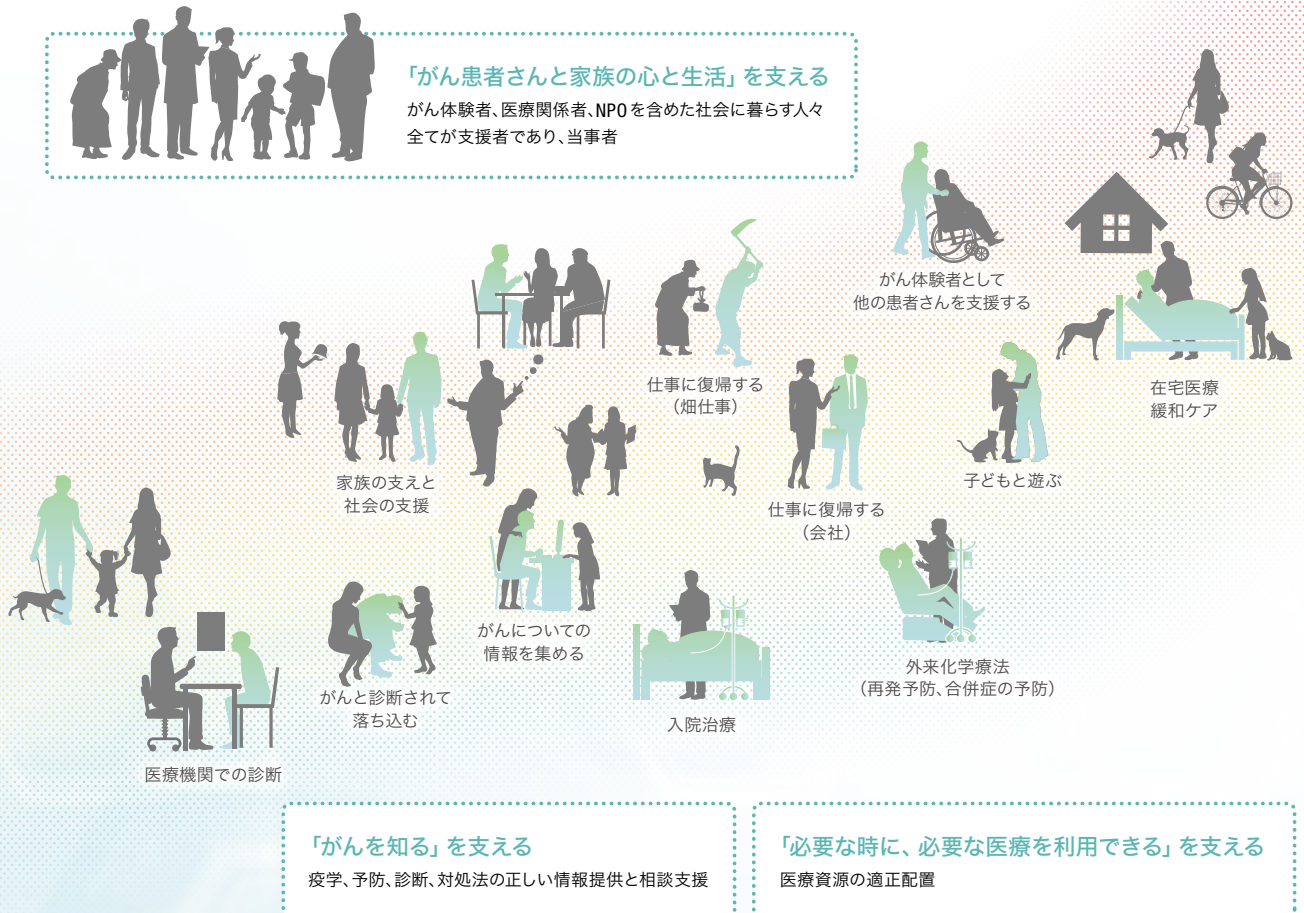 「がん患者さんと家族の心と生活」を支える
がん体験者、医療関係者、NPOを含めた社会に暮らす人々
全てが支援者であり、当事者
がん体験者として
他の患者さんを支援する
仕事に復帰する
（畑仕事）
在宅医療
緩和ケア
家族の支えと
社会の支援
子どもと遊ぶ
仕事に復帰する
（会社）
がんについての
情報を集める
外来化学療法
（再発予防、合併症の予防）
がんと診断されて
落ち込む
入院治療
医療機関での診断
「がんを知る」を支える
疫学、予防、診断、対処法の正しい情報提供と相談支援
「必要な時に、必要な医療を利用できる」を支える
医療資源の適正配置